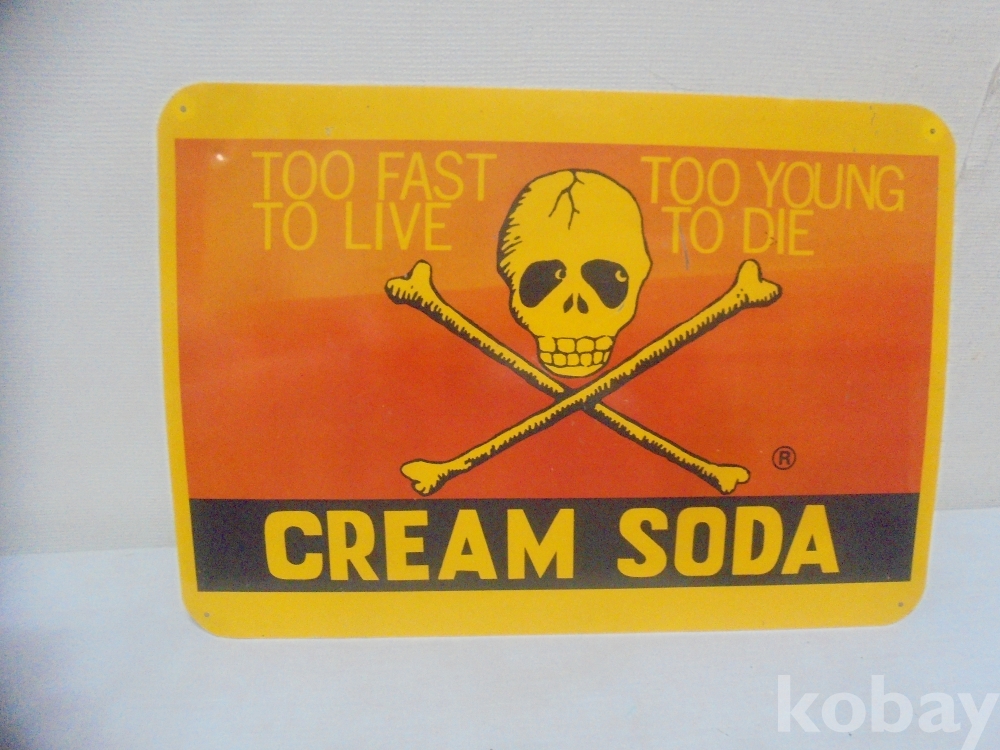 TOO FAST
TO LIVE
TOO YOUNG
TO DIE
®
CREAM SODA
kobay